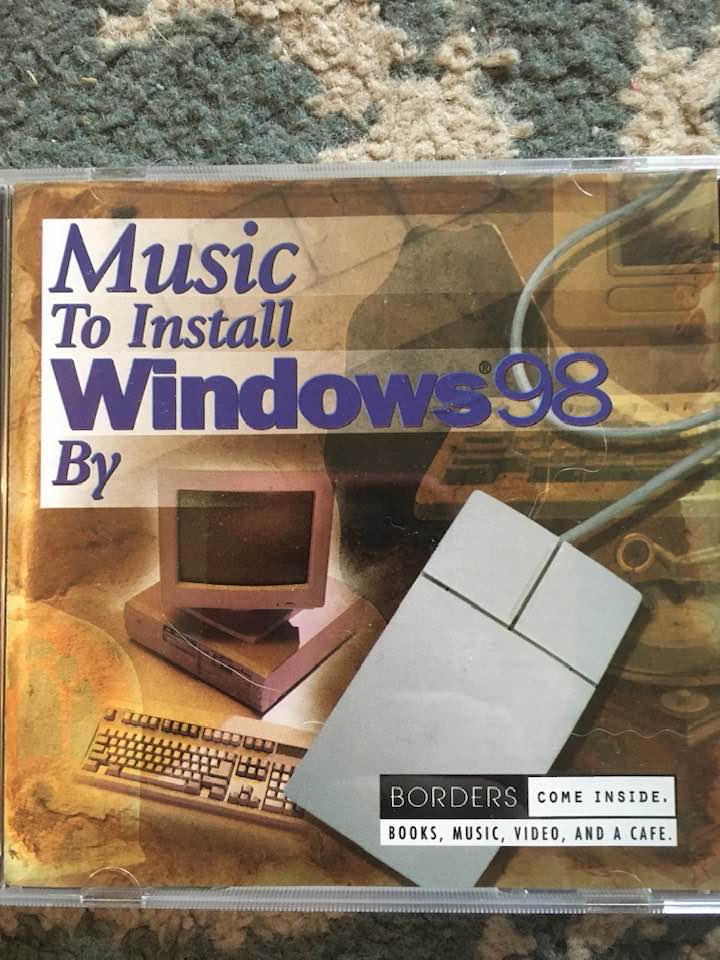 Music
To Install
Windows®98
By
BORDERS COME INSIDE.
BOOKS, MUSIC, VIDEO, AND A CAFE.